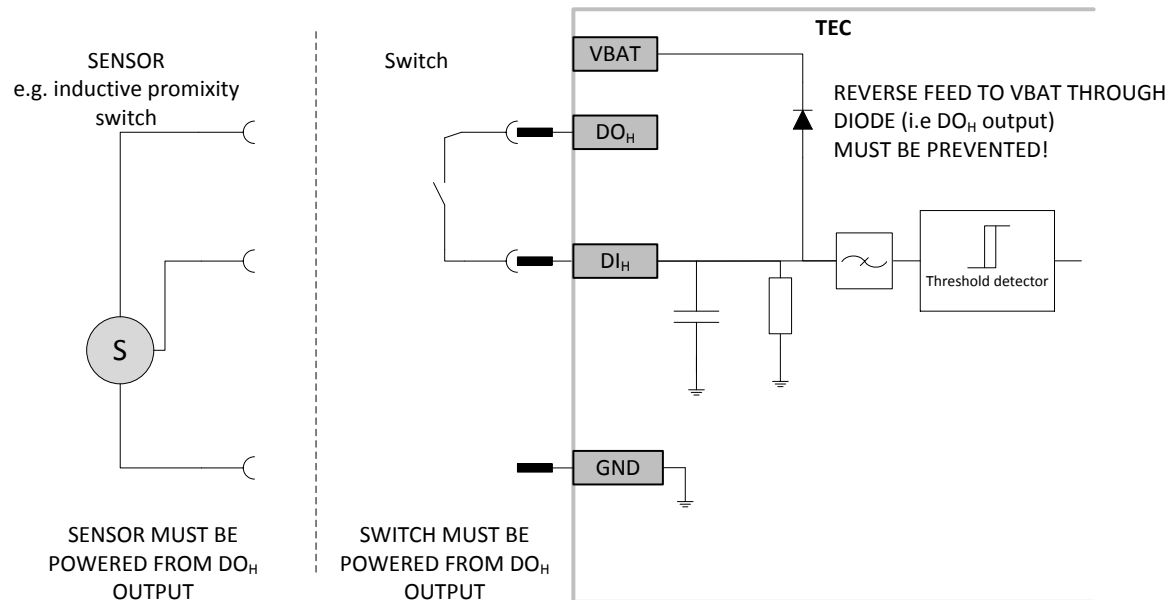 SENSOR
e.g. inductive promixity
switch
S
SENSOR MUST BE
POWERED FROM DOH
OUTPUT
Switch
SWITCH MUST BE
POWERED FROM DOH
OUTPUT
TEC
VBAT
DOH
DIH
GND
REVERSE FEED TO VBAT THROUGH
DIODE (i.e DOH output)
MUST BE PREVENTED!
Threshold detector